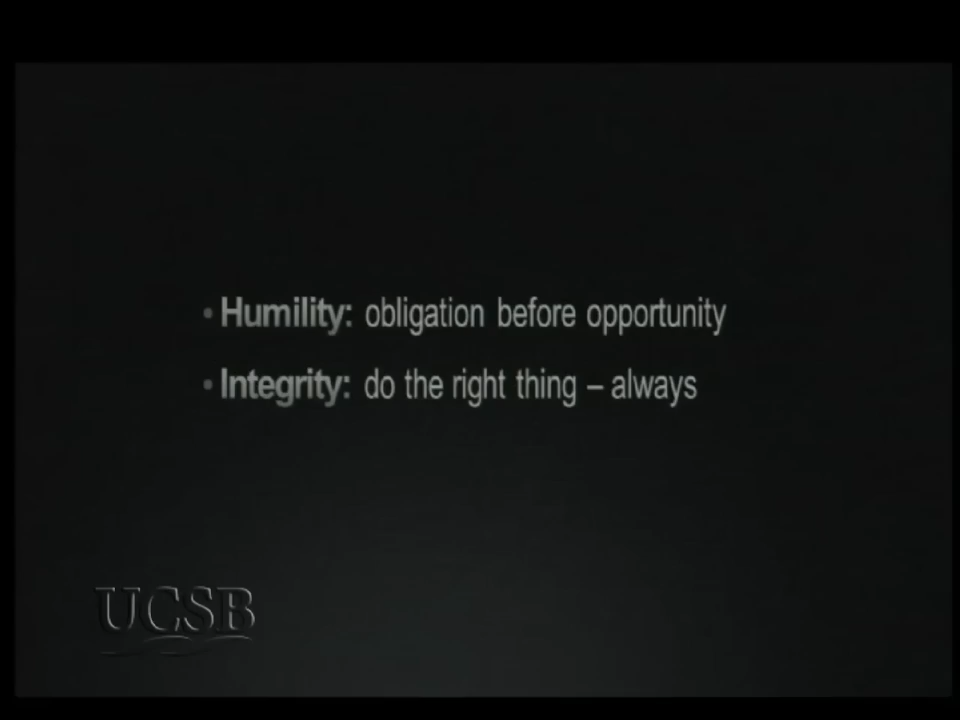 • Humility: obligation before opportunity
• Integrity: do the right thing – always
UCSB